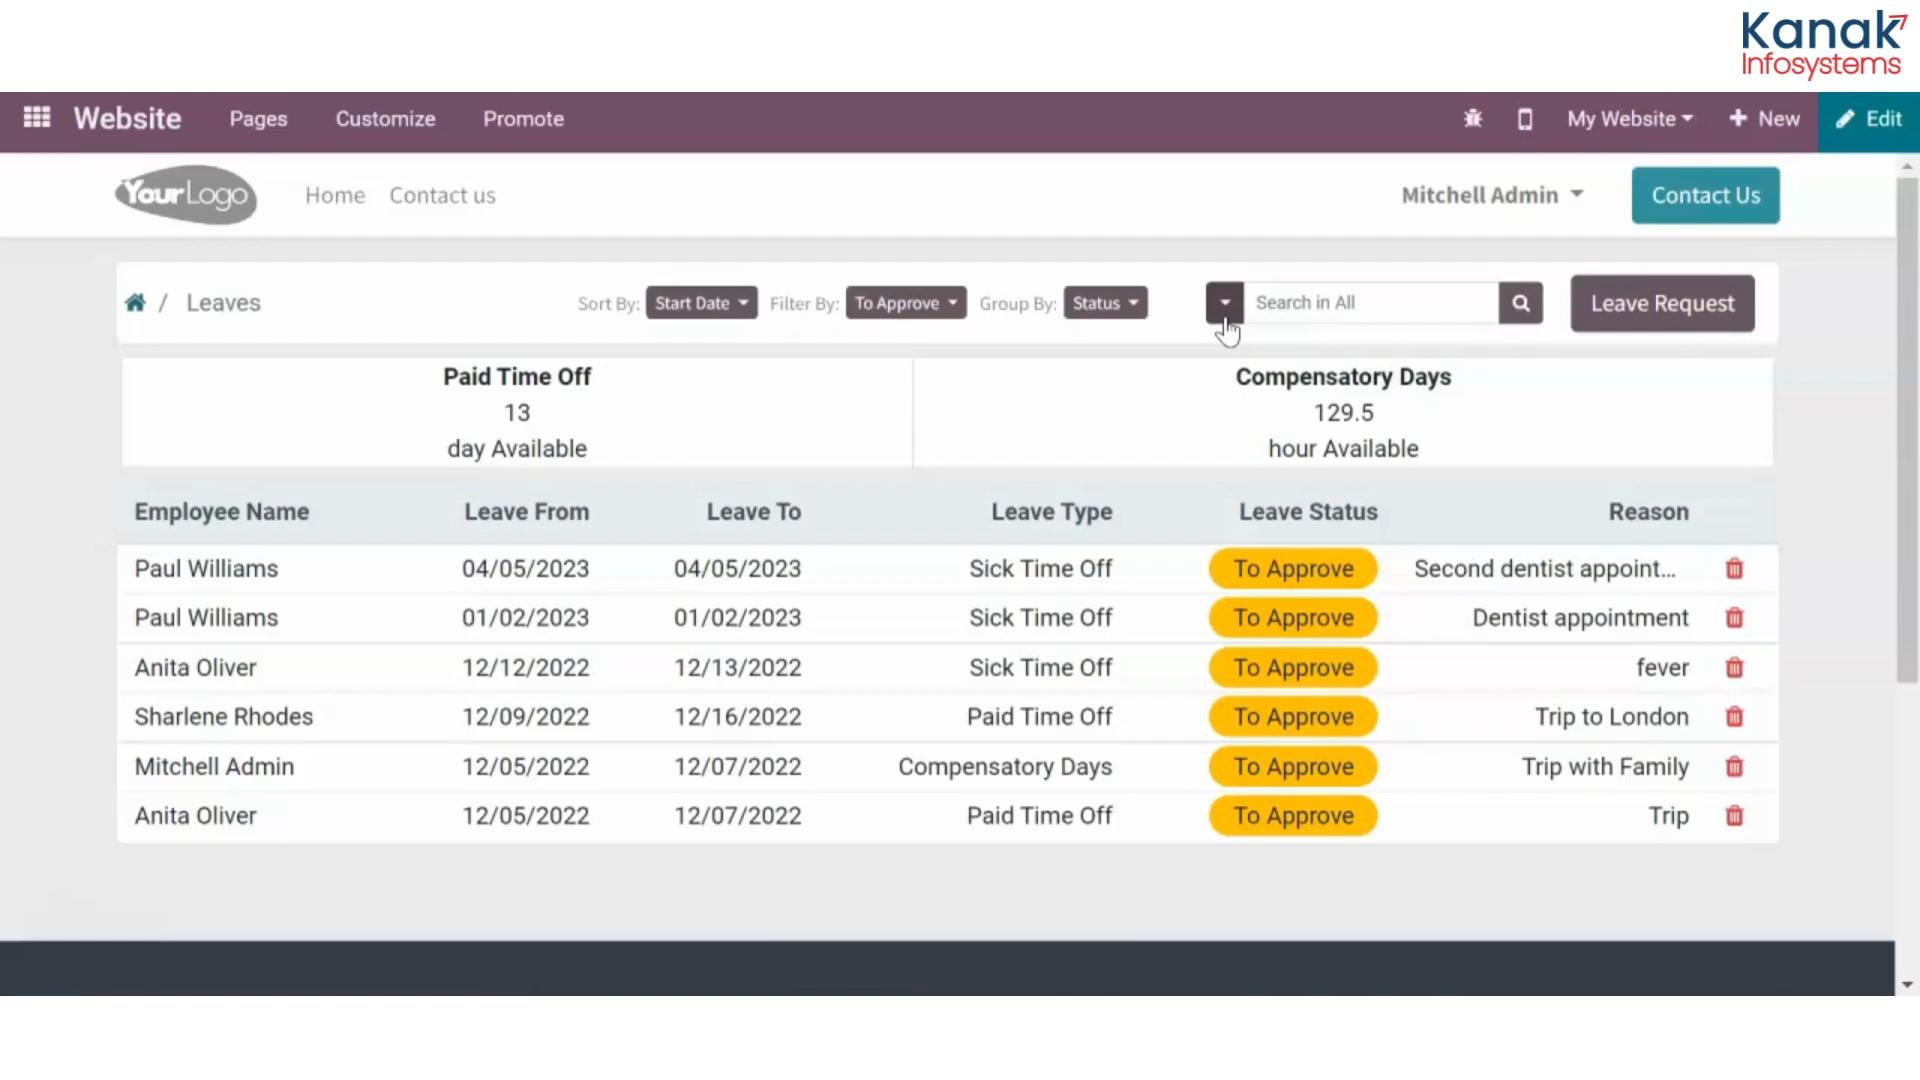 Kanak
Infosystems
Website Pages Customize Promote My Website New Edit
YourLogo Home Contact us Mitchell Admin Contact Us
/ Leaves Sort By: Start Date Filter By: To Approve Group By: Status Search in All Leave Request
Paid Time Off Compensatory Days
13 129.5
day Available hour Available
Employee Name Leave From Leave To Leave Type Leave Status Reason
Paul Williams 04/05/2023 04/05/2023 Sick Time Off To Approve Second dentist appoint...
Paul Williams 01/02/2023 01/02/2023 Sick Time Off To Approve Dentist appointment
Anita Oliver 12/12/2022 12/13/2022 Sick Time Off To Approve fever
Sharlene Rhodes 12/09/2022 12/16/2022 Paid Time Off To Approve Trip to London
Mitchell Admin 12/05/2022 12/07/2022 Compensatory Days To Approve Trip with Family
Anita Oliver 12/05/2022 12/07/2022 Paid Time Off To Approve Trip